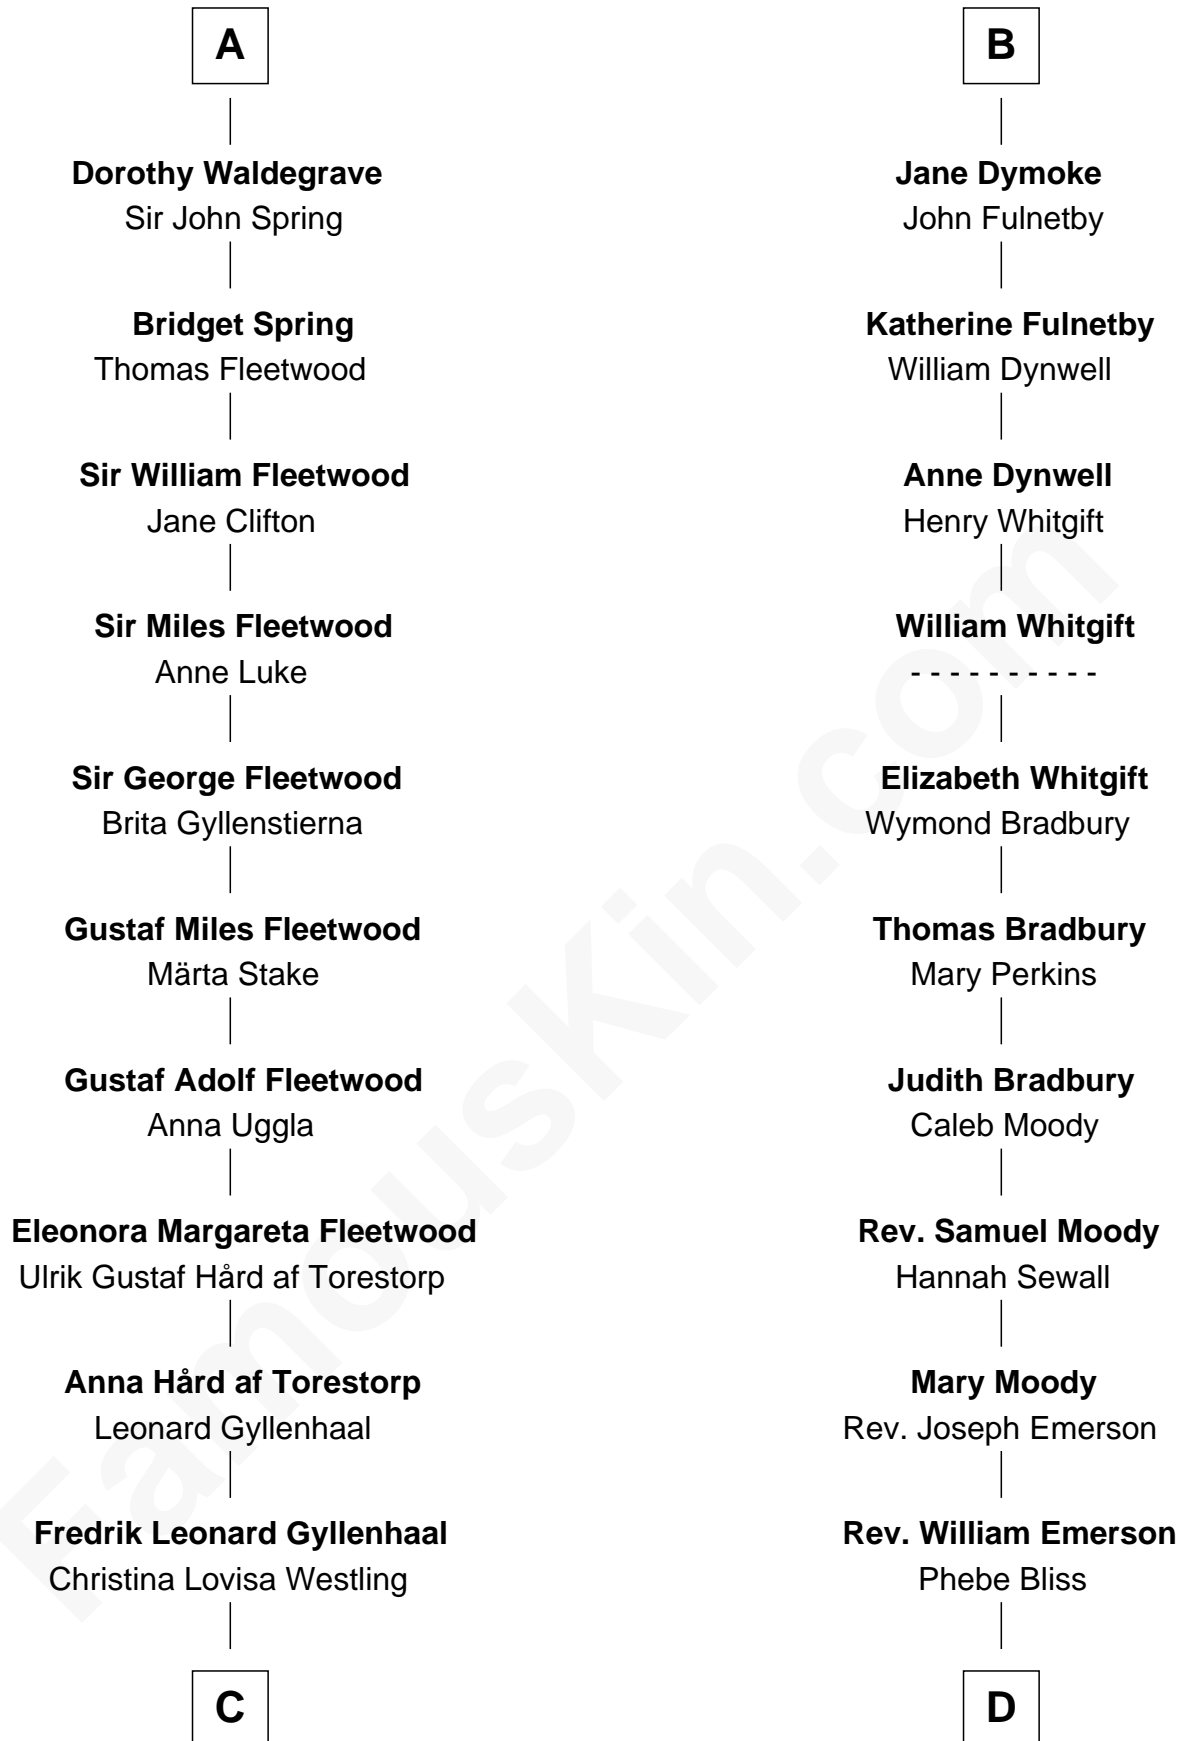 A
Dorothy Waldegrave
Sir John Spring
Bridget Spring
Thomas Fleetwood
Sir William Fleetwood
Jane Clifton
Sir Miles Fleetwood
Anne Luke
Sir George Fleetwood
Brita Gyllenstierna
Gustaf Miles Fleetwood
Märta Stake
Gustaf Adolf Fleetwood
Anna Uggla
Eleonora Margareta Fleetwood
Ulrik Gustaf Hård af Torestorp
Anna Hård af Torestorp
Leonard Gyllenhaal
Fredrik Leonard Gyllenhaal
Christina Lovisa Westling
C
B
Jane Dymoke
John Fulnetby
Katherine Fulnetby
William Dynwell
Anne Dynwell
Henry Whitgift
William Whitgift
- - - - - - - - - -
Elizabeth Whitgift
Wymond Bradbury
Thomas Bradbury
Mary Perkins
Judith Bradbury
Caleb Moody
Rev. Samuel Moody
Hannah Sewall
Mary Moody
Rev. Joseph Emerson
Rev. William Emerson
Phebe Bliss
D
FamousKin.com